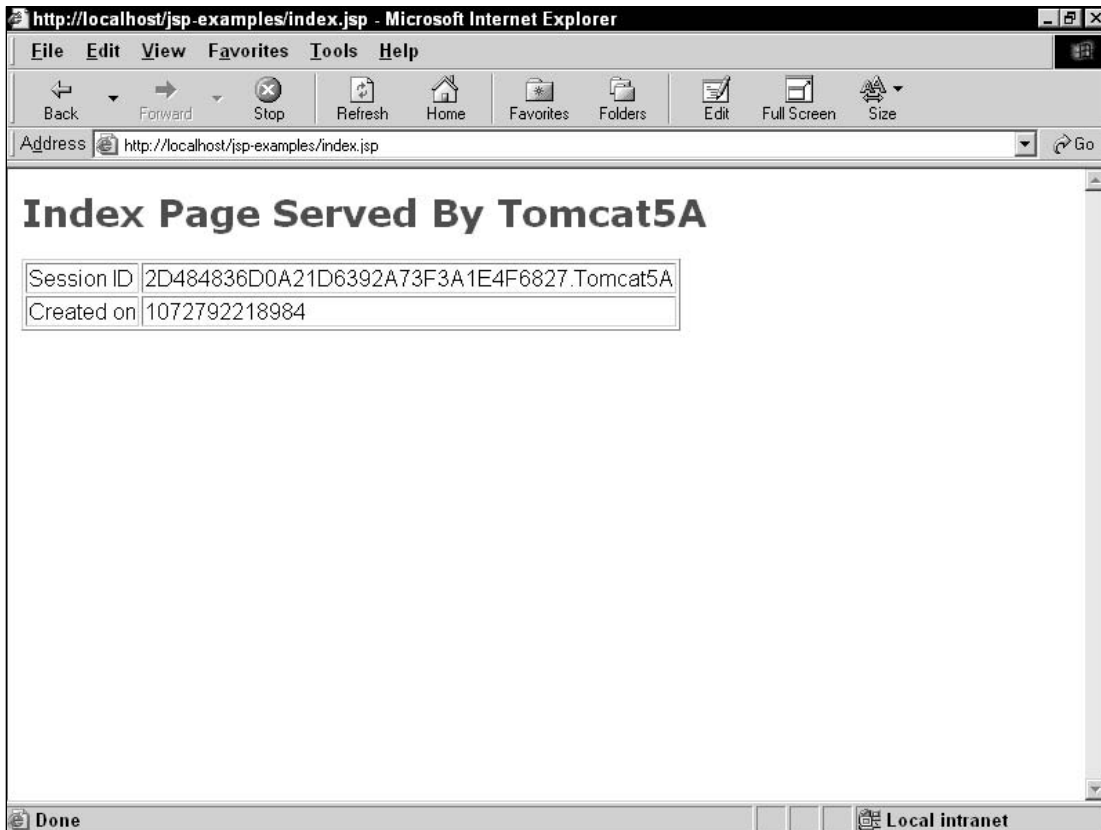 http://localhost/jsp-examples/index.jsp - Microsoft Internet Explorer
File Edit View Favorites Tools Help
Back Forward Stop Refresh Home Favorites Folders Edit Full Screen Size
Address http://localhost/jsp-examples/index.jsp Go
Index Page Served By Tomcat5A
Session ID 2D484836D0A21D6392A73F3A1E4F6827.Tomcat5A
Created on 1072792218984
Done Local intranet